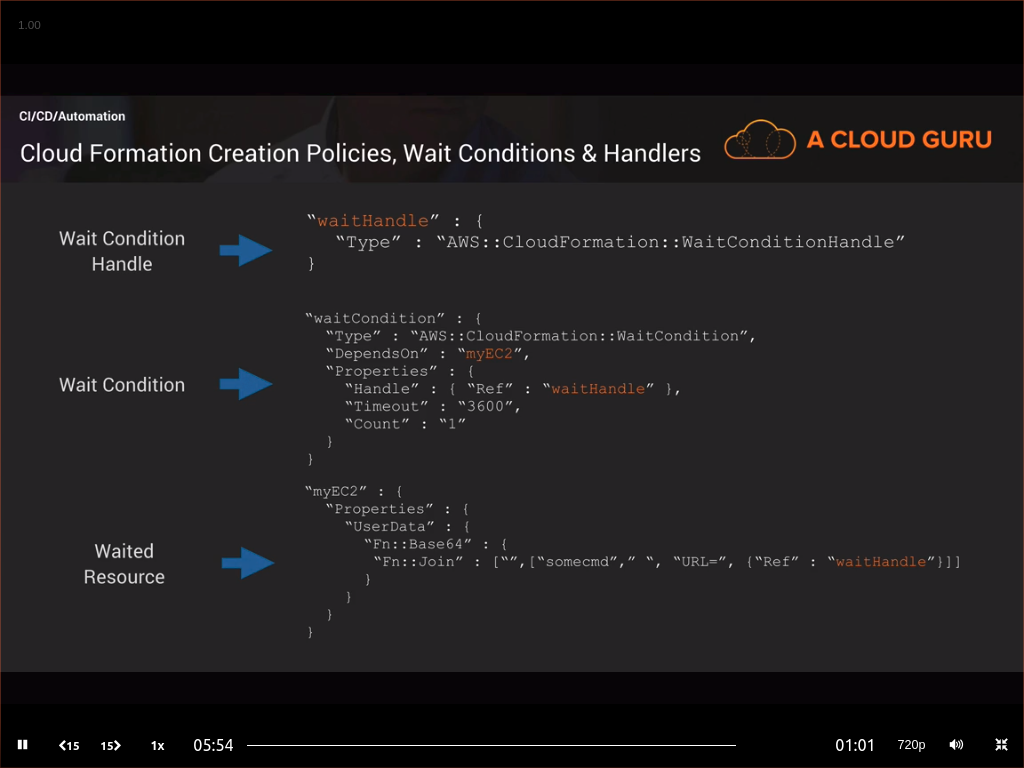 1.00
CI/CD/Automation
Cloud Formation Creation Policies, Wait Conditions & Handlers
A CLOUD GURU
Wait Condition
Handle
“waitHandle” : {
“Type” : “AWS::CloudFormation::WaitConditionHandle”
}
Wait Condition
“waitCondition” : {
“Type” : “AWS::CloudFormation::WaitCondition”,
“DependsOn” : “myEC2”,
“Properties” : {
“Handle” : { “Ref” : “waitHandle” },
“Timeout” : “3600”,
“Count” : “1”
}
}
Waited
Resource
“myEC2” : {
“Properties” : {
“UserData” : {
“Fn::Base64” : {
“Fn::Join” : [“”,[“somecmd”,” “, “URL=”, {“Ref” : “waitHandle”}]]
}
}
}
}
15
15
1x
05:54
01:01
720p